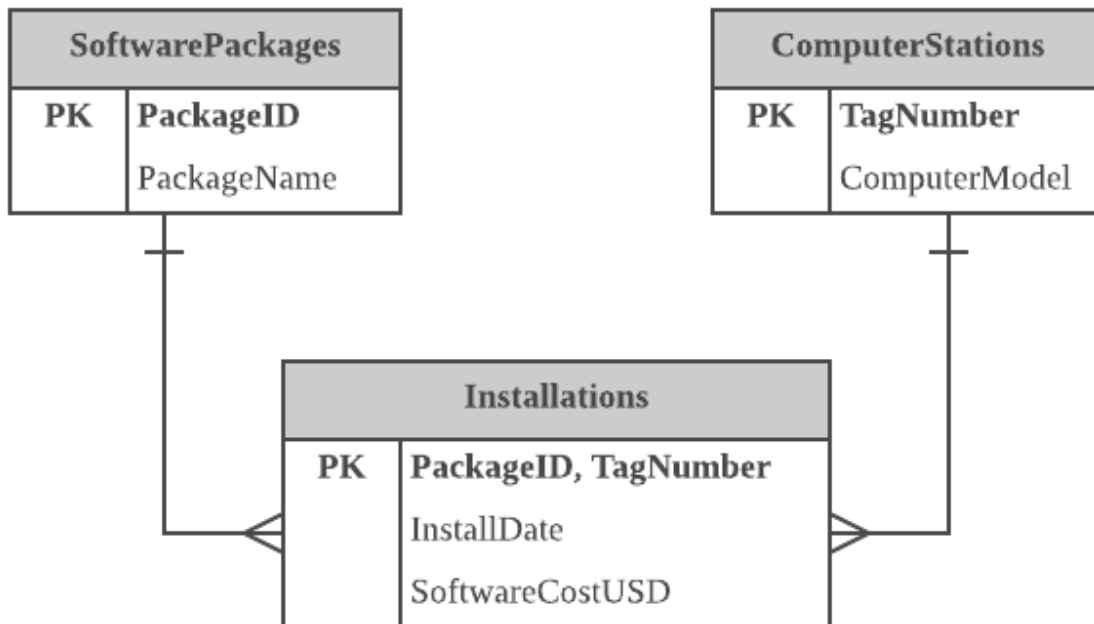 SoftwarePackages
PK PackageID
PackageName
ComputerStations
PK TagNumber
ComputerModel
Installations
PK PackageID, TagNumber
InstallDate
SoftwareCostUSD